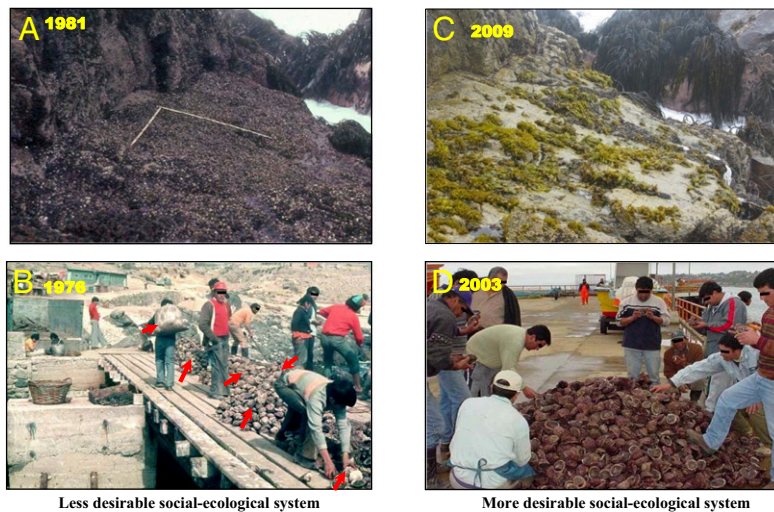 A 1981
C 2009
B 1976
D 2003
Less desirable social-ecological system
More desirable social-ecological system